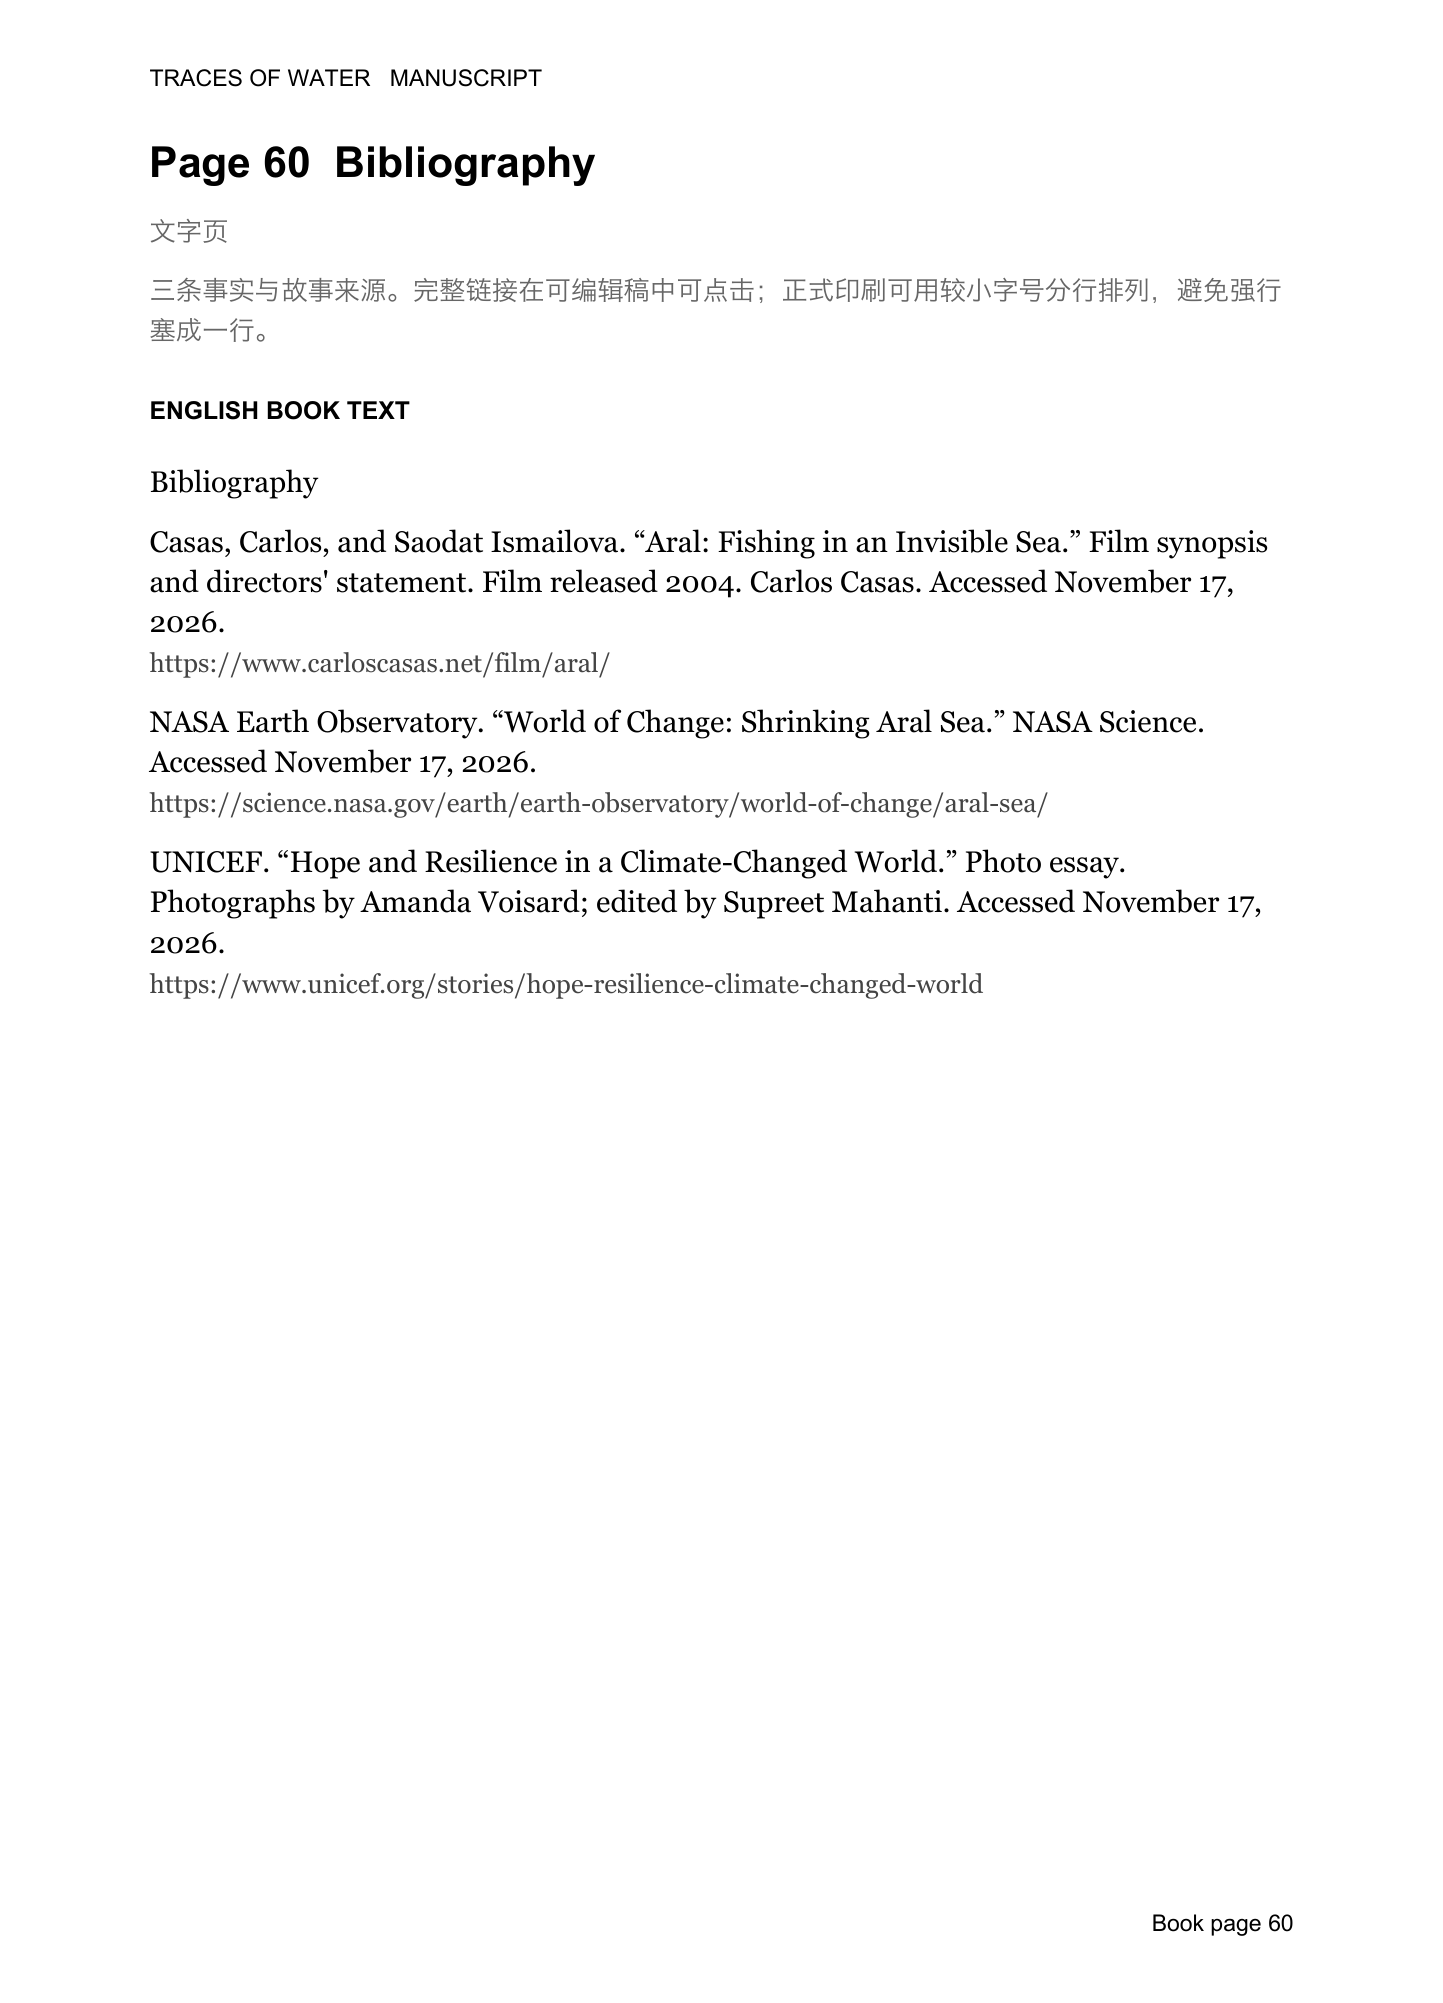 TRACES OF WATER MANUSCRIPT
Page 60 Bibliography
文字页
三条事实与故事来源。完整链接在可编辑稿中可点击；正式印刷可用较小字号分行排列，避免强行
塞成一行。
ENGLISH BOOK TEXT
Bibliography
Casas, Carlos, and Saodat Ismailova. “Aral: Fishing in an Invisible Sea.” Film synopsis
and directors' statement. Film released 2004. Carlos Casas. Accessed November 17,
2026.
https://www.carloscasas.net/film/aral/
NASA Earth Observatory. “World of Change: Shrinking Aral Sea.” NASA Science.
Accessed November 17, 2026.
https://science.nasa.gov/earth/earth-observatory/world-of-change/aral-sea/
UNICEF. “Hope and Resilience in a Climate-Changed World.” Photo essay.
Photographs by Amanda Voisard; edited by Supreet Mahanti. Accessed November 17,
2026.
https://www.unicef.org/stories/hope-resilience-climate-changed-world
Book page 60